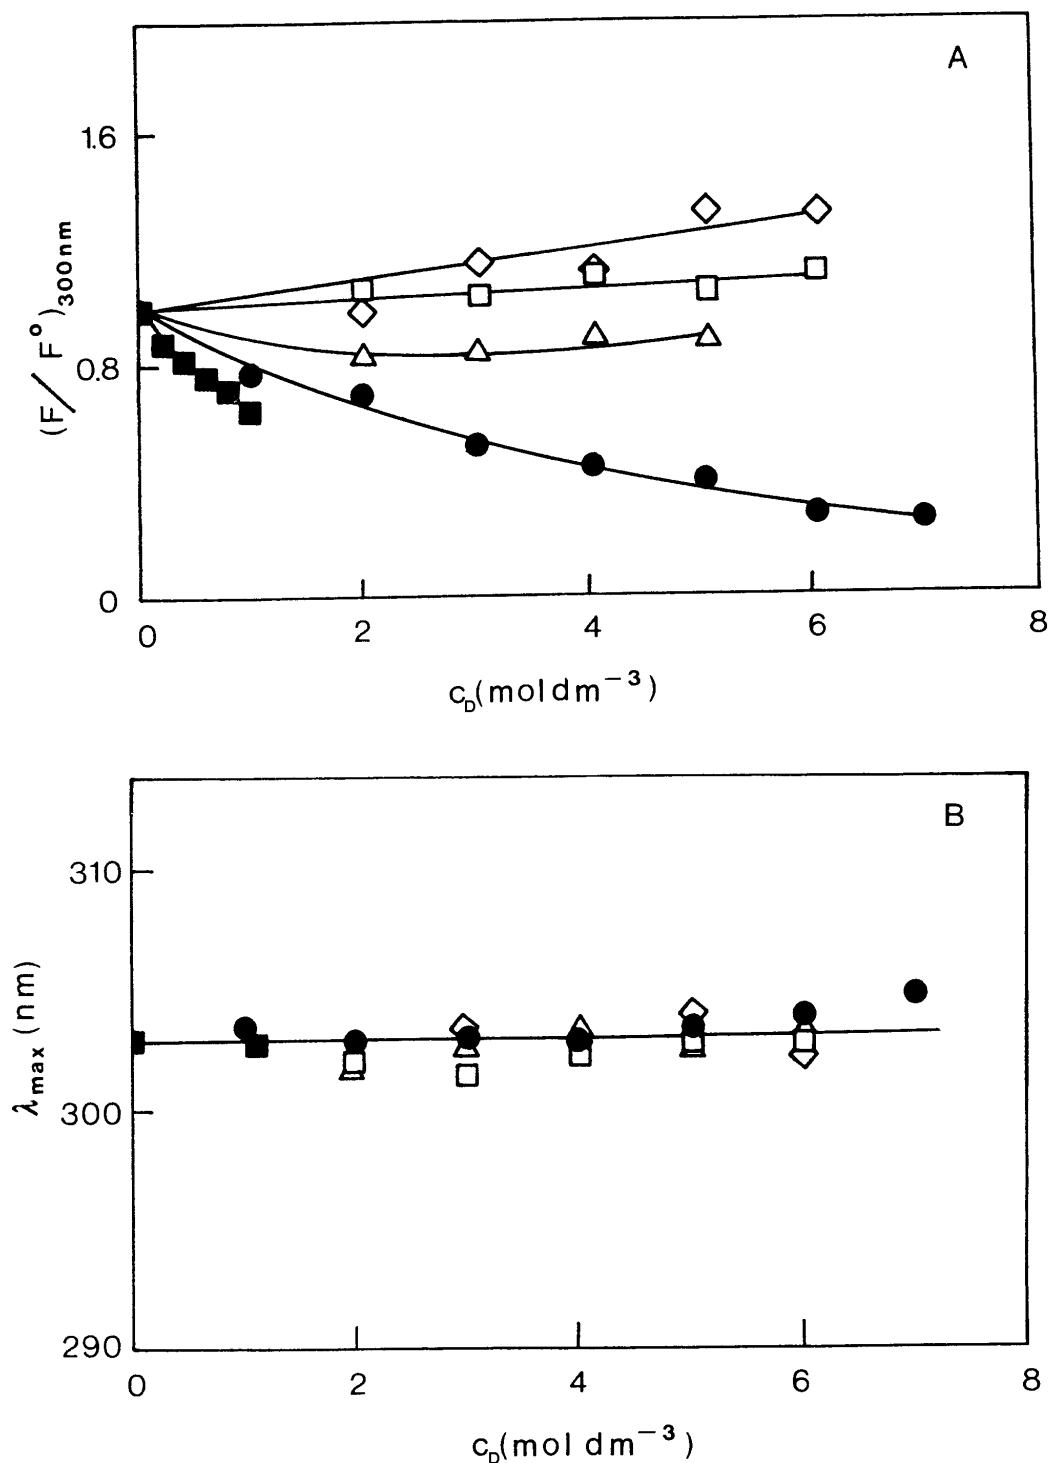 A
1.6
0.8
0
(F/F°)300nm
0 2 4 6 8
cD(mol dm−3)
B
310
300
290
λmax (nm)
0 2 4 6 8
cD(mol dm−3)